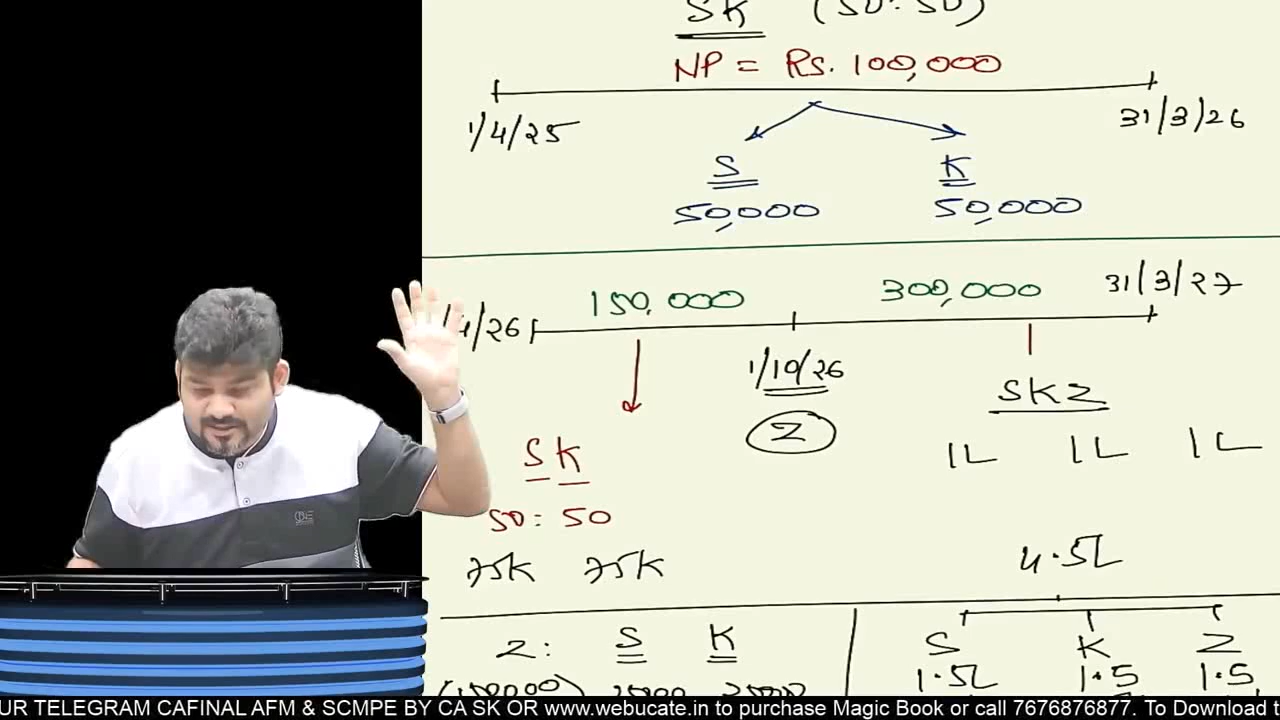 SK (50:50)
NP = Rs. 100,000
1/4/25
31/3/26
S K
50,000 50,000
150,000 300,000 31/3/27
/4/26
1/10/26
Z
SKZ
1L 1L 1L
SK
50:50
75K 75K
4.5L
Z: S K
S K Z
1.5L 1.5 1.5
UR TELEGRAM CAFINAL AFM & SCMPE BY CA SK OR www.webucate.in to purchase Magic Book or call 7676876877. To Download t